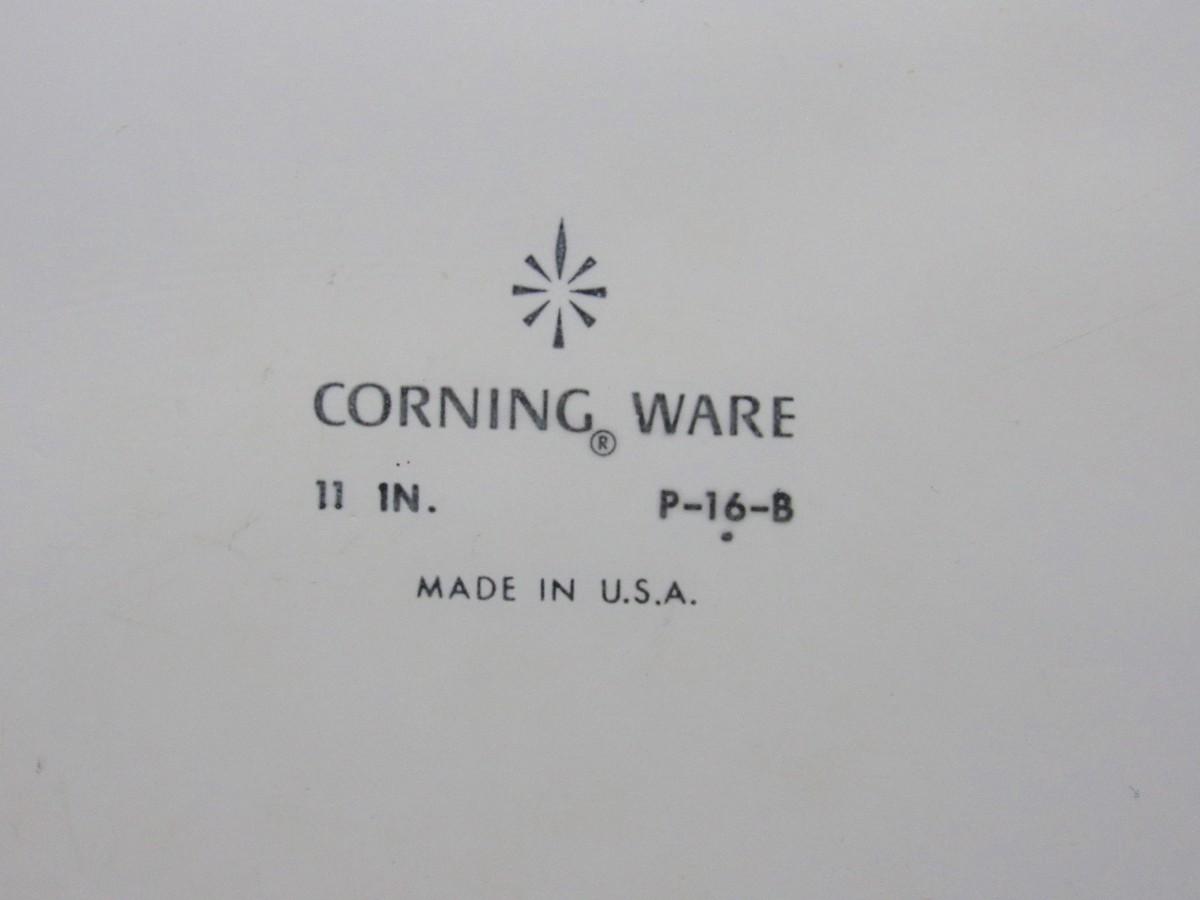 CORNING® WARE
11 IN. P-16-B
MADE IN U.S.A.